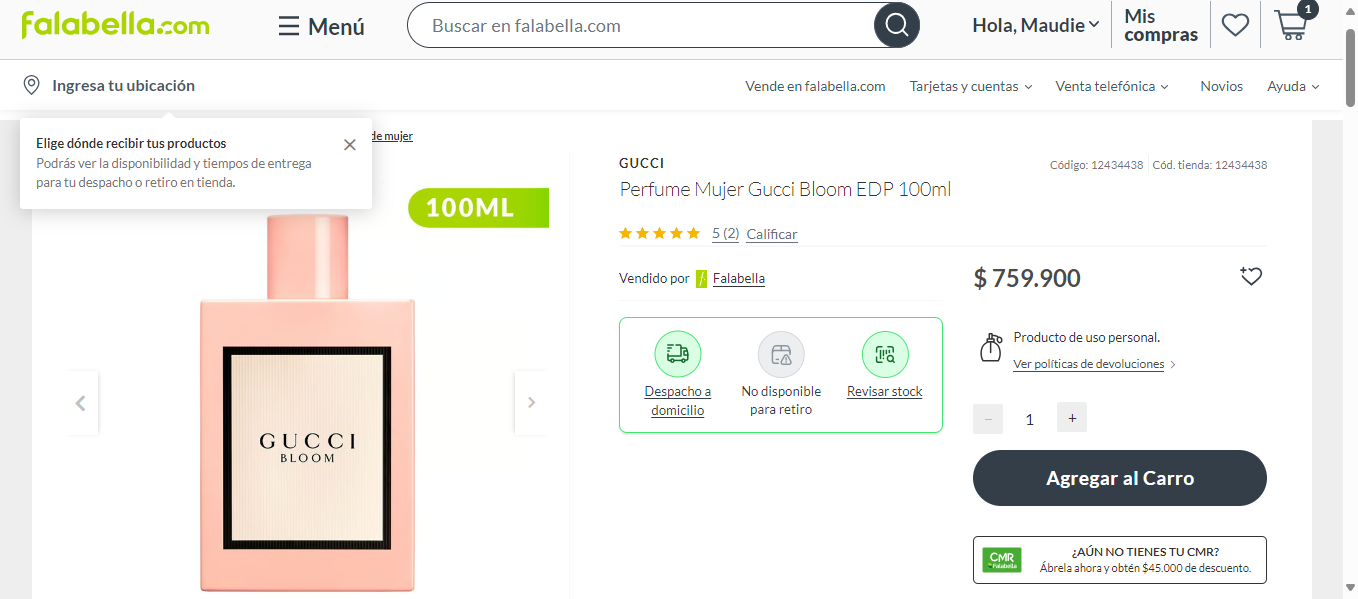 falabella.com
Menú
Buscar en falabella.com
Hola, Maudie
Mis
compras
1
Ingresa tu ubicación
Vende en falabella.com
Tarjetas y cuentas
Venta telefónica
Novios
Ayuda
Elige dónde recibir tus productos
Podrás ver la disponibilidad y tiempos de entrega
para tu despacho o retiro en tienda.
de mujer
100ML
GUCCI
BLOOM
GUCCI
Código: 12434438
Cód. tienda: 12434438
Perfume Mujer Gucci Bloom EDP 100ml
5 (2)
Calificar
Vendido por
Falabella
$ 759.900
Despacho a
domicilio
No disponible
para retiro
Revisar stock
Producto de uso personal.
Ver políticas de devoluciones
− 1 +
Agregar al Carro
CMR
Falabella
¿AÚN NO TIENES TU CMR?
Ábrela ahora y obtén $45.000 de descuento.